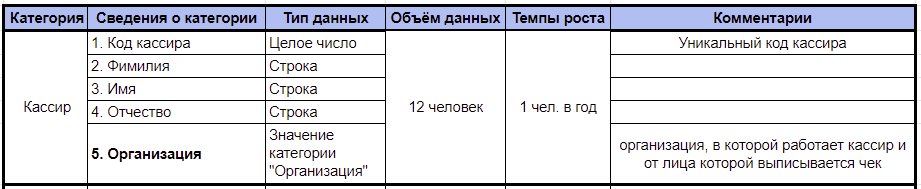 Категория Сведения о категории Тип данных Объём данных Темпы роста Комментарии
1. Код кассира Целое число Уникальный код кассира
2. Фамилия Строка
3. Имя Строка
Кассир 4. Отчество Строка 12 человек 1 чел. в год
5. Организация Значение
категории
"Организация" организация, в которой работает кассир и
от лица которой выписывается чек